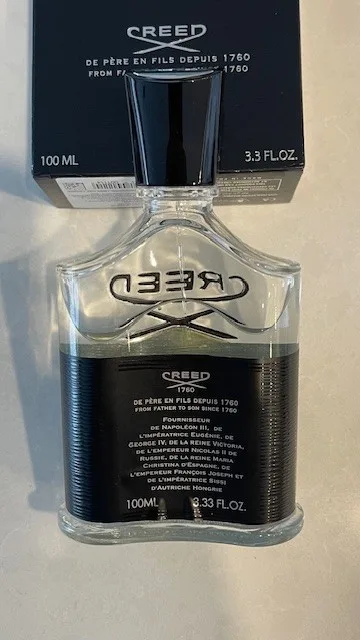 CREED
DE PÈRE EN FILS DEPUIS 1760
FROM 1760
100 ML 3.3 FL.OZ.
CREED
CREED
1760
DE PÈRE EN FILS DEPUIS 1760
FROM FATHER TO SON SINCE 1760
FOURNISSEUR
DE NAPOLÉON III, DE
L'IMPÉRATRICE EUGÉNIE, DE
GEORGE IV, DE LA REINE VICTORIA,
DE L'EMPEREUR NICOLAS II DE
RUSSIE, DE LA REINE MARIA
CHRISTINA D'ESPAGNE, DE
L'EMPEREUR FRANÇOIS JOSEPH ET
DE L'IMPÉRATRICE SISSI
D'AUTRICHE HONGRIE
100ML 3.33 FL.OZ.